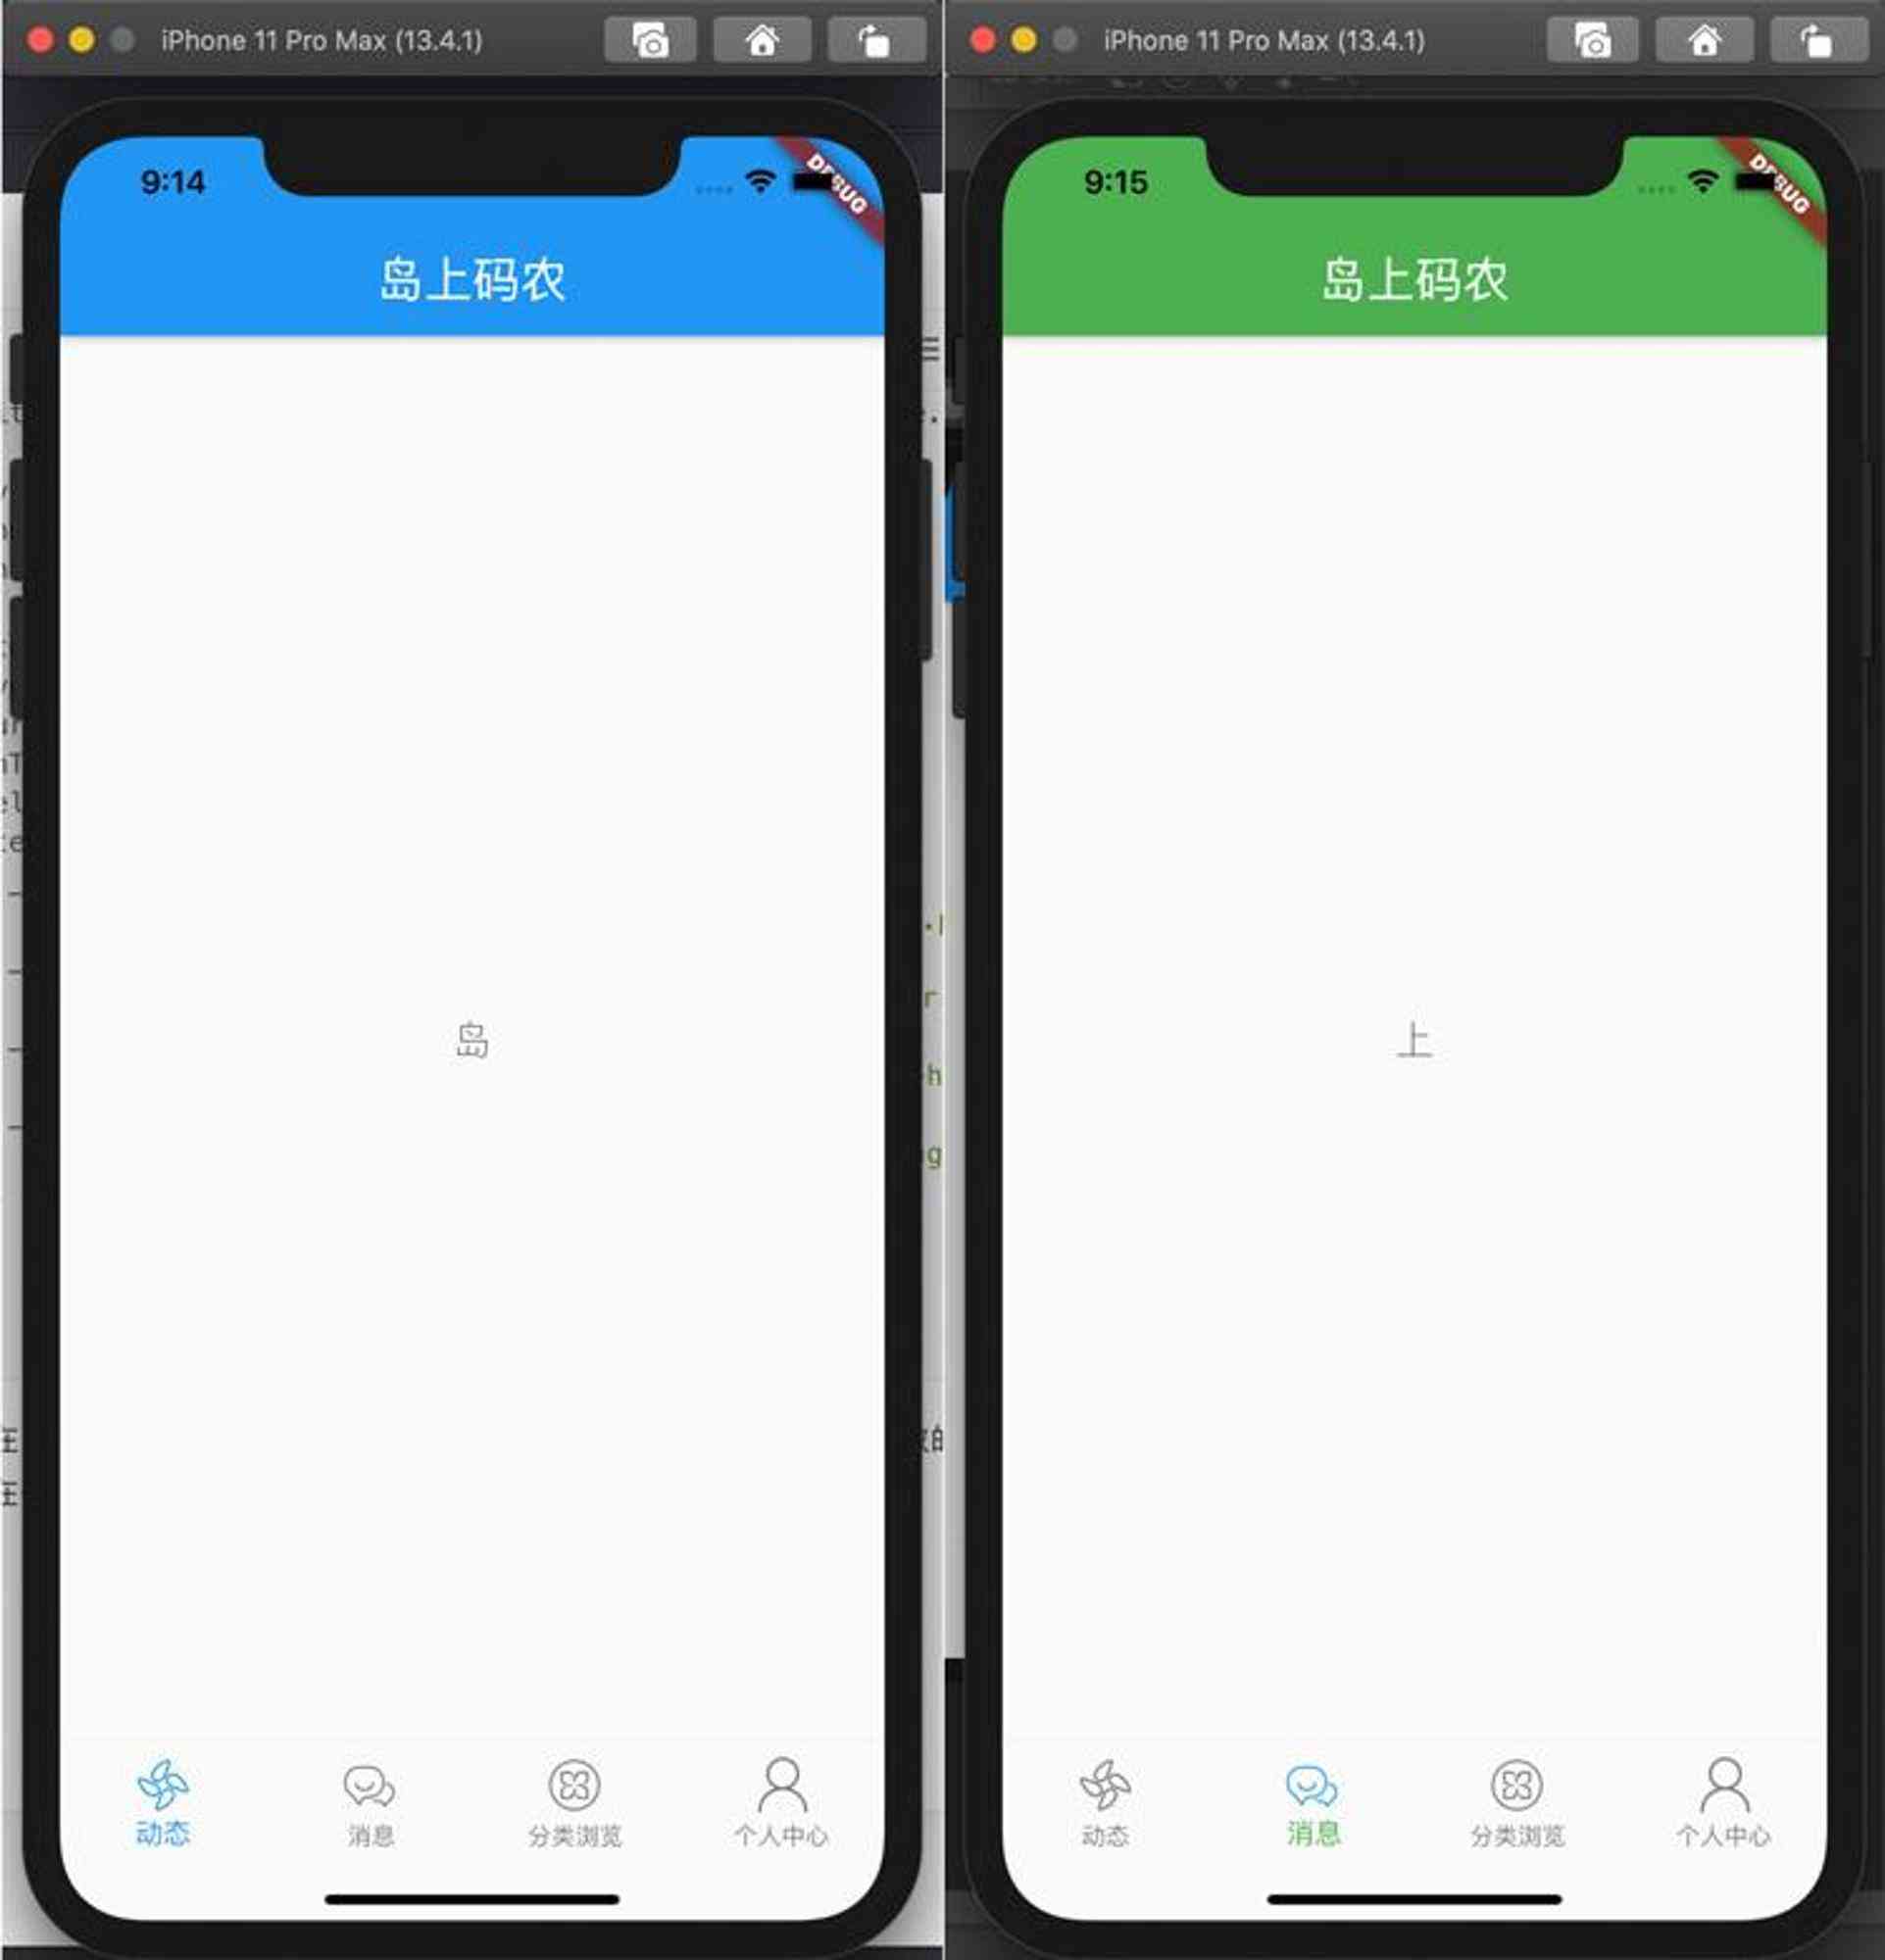 iPhone 11 Pro Max (13.4.1)
9:14
DEBUG
岛上码农
岛
动态
消息
分类浏览
个人中心
iPhone 11 Pro Max (13.4.1)
9:15
DEBUG
岛上码农
上
动态
消息
分类浏览
个人中心